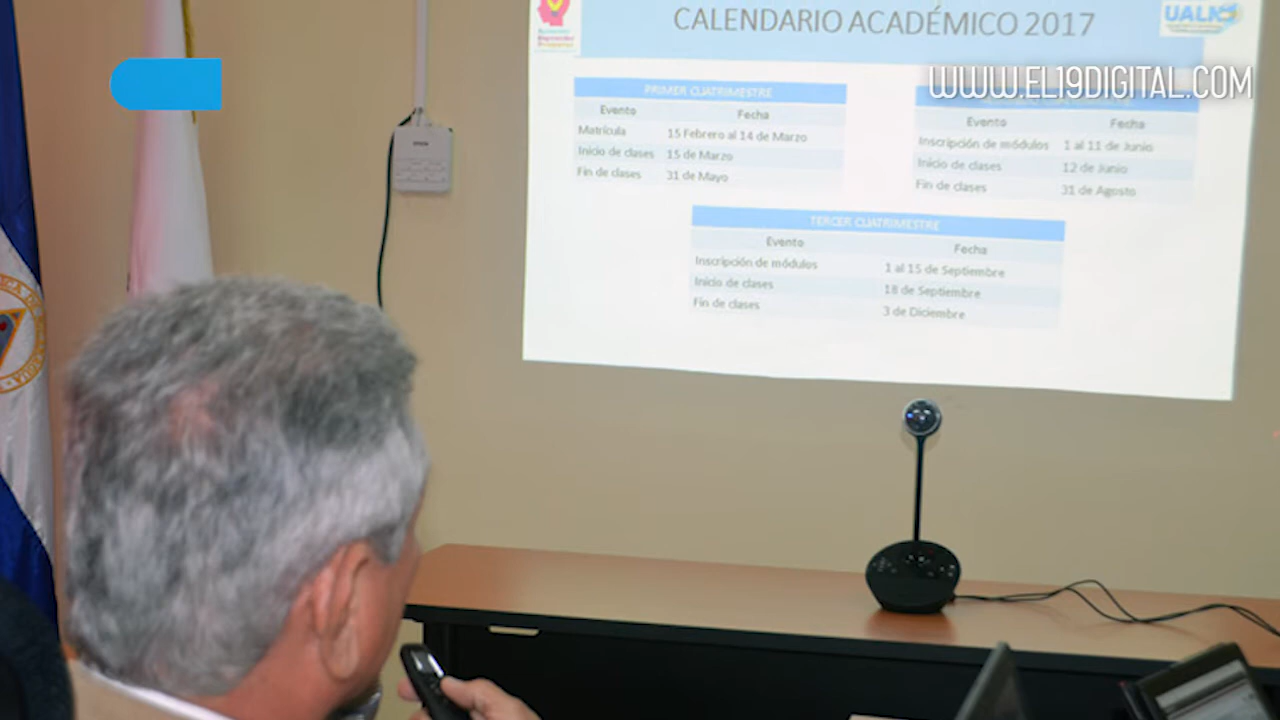 CALENDARIO ACADÉMICO 2017
UALN
WWW.EL19DIGITAL.COM
PRIMER CUATRIMESTRE
Evento Fecha
Matrícula 15 Febrero al 14 de Marzo
Inicio de clases 15 de Marzo
Fin de clases 31 de Mayo
Evento Fecha
Inscripción de módulos 1 al 11 de Junio
Inicio de clases 12 de Junio
Fin de clases 31 de Agosto
TERCER CUATRIMESTRE
Evento Fecha
Inscripción de módulos 1 al 15 de Septiembre
Inicio de clases 18 de Septiembre
Fin de clases 3 de Diciembre